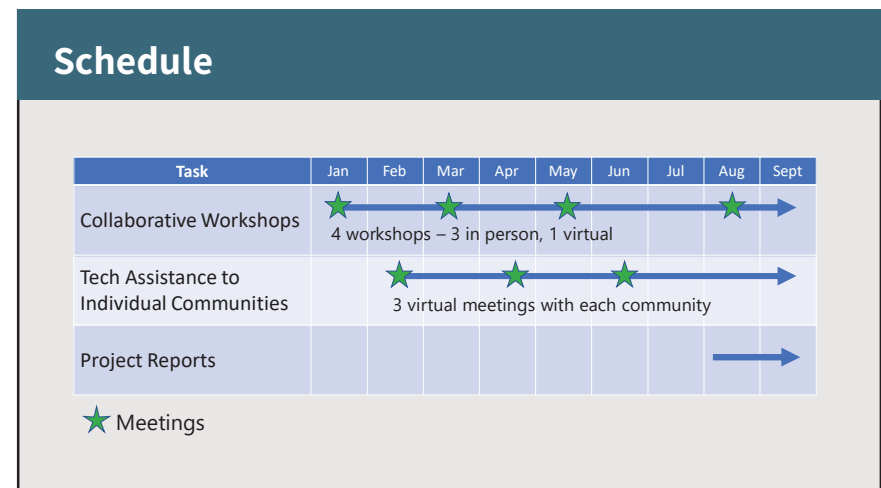 Schedule
Task Jan Feb Mar Apr May Jun Jul Aug Sept
Collaborative Workshops
4 workshops – 3 in person, 1 virtual
Tech Assistance to
Individual Communities
3 virtual meetings with each community
Project Reports
Meetings